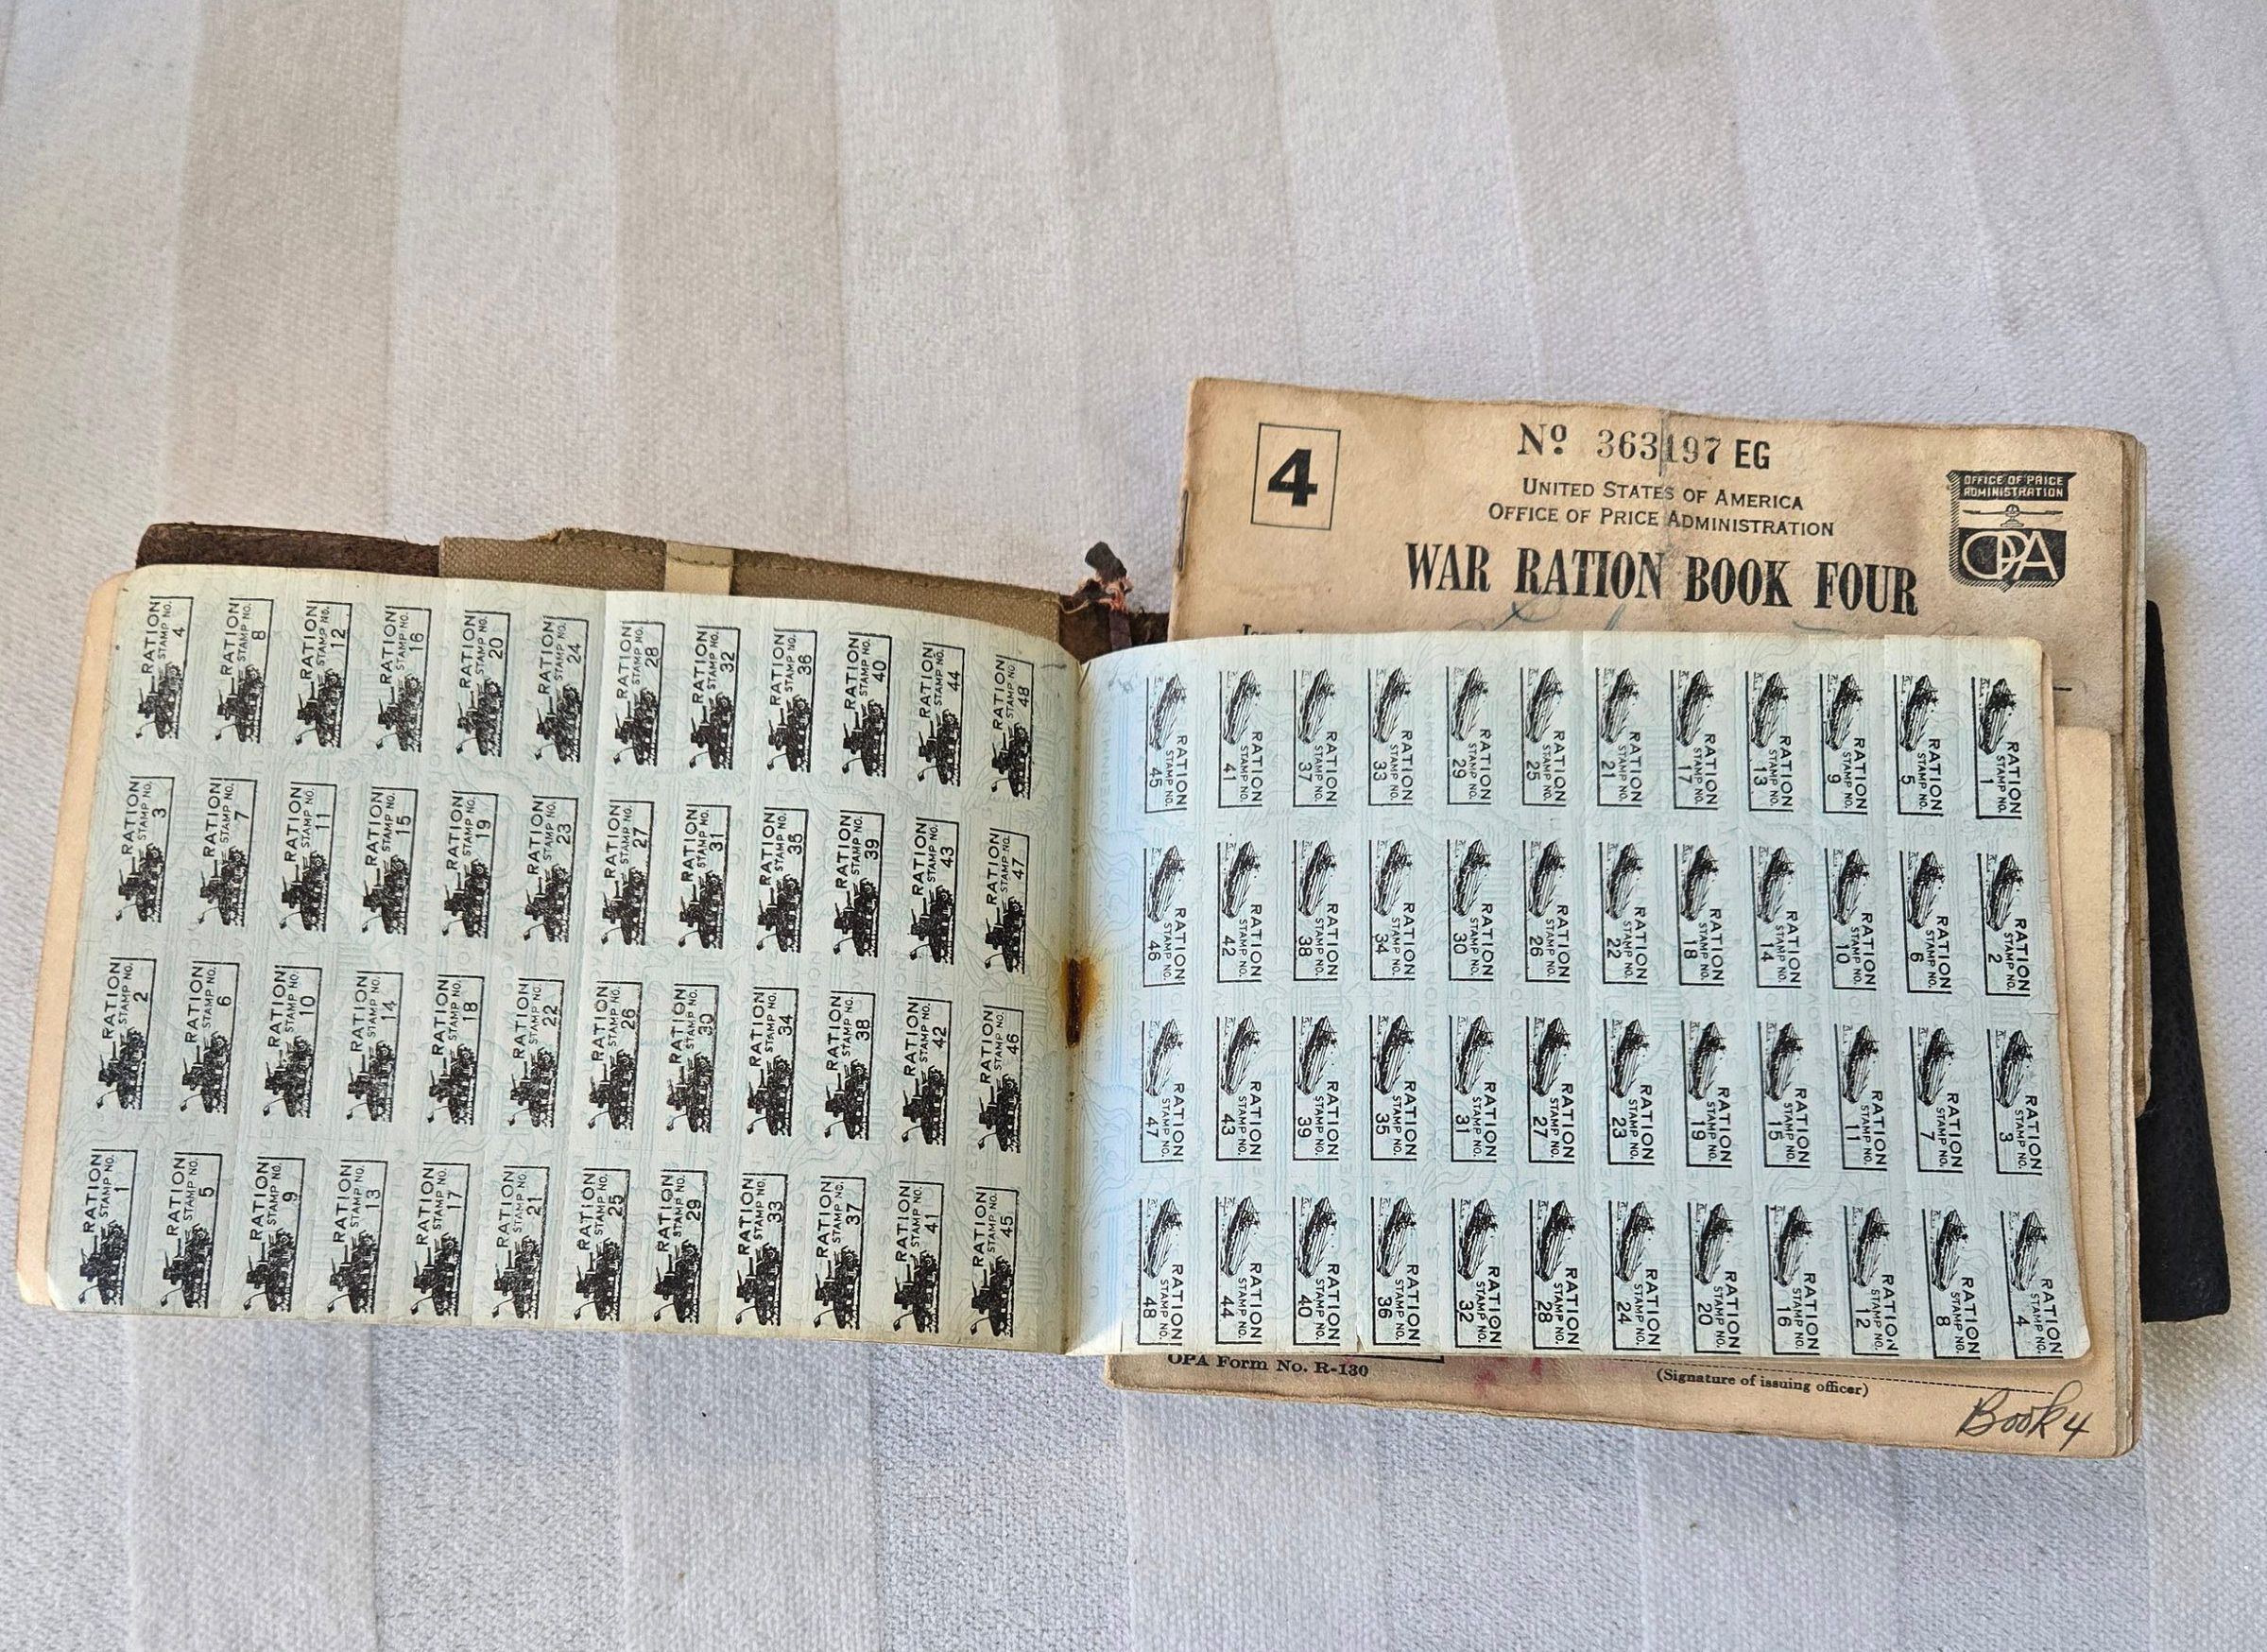 4
Nº 363197 EG
UNITED STATES OF AMERICA
OFFICE OF PRICE ADMINISTRATION
WAR RATION BOOK FOUR
OFFICE OF PRICE
ADMINISTRATION
OPA
RATION STAMP NO. 1
RATION STAMP NO. 2
RATION STAMP NO. 3
RATION STAMP NO. 4
RATION STAMP NO. 5
RATION STAMP NO. 6
RATION STAMP NO. 7
RATION STAMP NO. 8
RATION STAMP NO. 9
RATION STAMP NO. 10
RATION STAMP NO. 11
RATION STAMP NO. 12
RATION STAMP NO. 13
RATION STAMP NO. 14
RATION STAMP NO. 15
RATION STAMP NO. 16
RATION STAMP NO. 17
RATION STAMP NO. 18
RATION STAMP NO. 19
RATION STAMP NO. 20
RATION STAMP NO. 21
RATION STAMP NO. 22
RATION STAMP NO. 23
RATION STAMP NO. 24
RATION STAMP NO. 25
RATION STAMP NO. 26
RATION STAMP NO. 27
RATION STAMP NO. 28
RATION STAMP NO. 29
RATION STAMP NO. 30
RATION STAMP NO. 31
RATION STAMP NO. 32
RATION STAMP NO. 33
RATION STAMP NO. 34
RATION STAMP NO. 35
RATION STAMP NO. 36
RATION STAMP NO. 37
RATION STAMP NO. 38
RATION STAMP NO. 39
RATION STAMP NO. 40
RATION STAMP NO. 41
RATION STAMP NO. 42
RATION STAMP NO. 43
RATION STAMP NO. 44
RATION STAMP NO. 45
RATION STAMP NO. 46
RATION STAMP NO. 47
RATION STAMP NO. 48
RATION STAMP NO. 1
RATION STAMP NO. 2
RATION STAMP NO. 3
RATION STAMP NO. 4
RATION STAMP NO. 5
RATION STAMP NO. 6
RATION STAMP NO. 7
RATION STAMP NO. 8
RATION STAMP NO. 9
RATION STAMP NO. 10
RATION STAMP NO. 11
RATION STAMP NO. 12
RATION STAMP NO. 13
RATION STAMP NO. 14
RATION STAMP NO. 15
RATION STAMP NO. 16
RATION STAMP NO. 17
RATION STAMP NO. 18
RATION STAMP NO. 19
RATION STAMP NO. 20
RATION STAMP NO. 21
RATION STAMP NO. 22
RATION STAMP NO. 23
RATION STAMP NO. 24
RATION STAMP NO. 25
RATION STAMP NO. 26
RATION STAMP NO. 27
RATION STAMP NO. 28
RATION STAMP NO. 29
RATION STAMP NO. 30
RATION STAMP NO. 31
RATION STAMP NO. 32
RATION STAMP NO. 33
RATION STAMP NO. 34
RATION STAMP NO. 35
RATION STAMP NO. 36
RATION STAMP NO. 37
RATION STAMP NO. 38
RATION STAMP NO. 39
RATION STAMP NO. 40
RATION STAMP NO. 41
RATION STAMP NO. 42
RATION STAMP NO. 43
RATION STAMP NO. 44
RATION STAMP NO. 45
RATION STAMP NO. 46
RATION STAMP NO. 47
RATION STAMP NO. 48
OPA Form No. R-130
(Signature of issuing officer)
Book 4